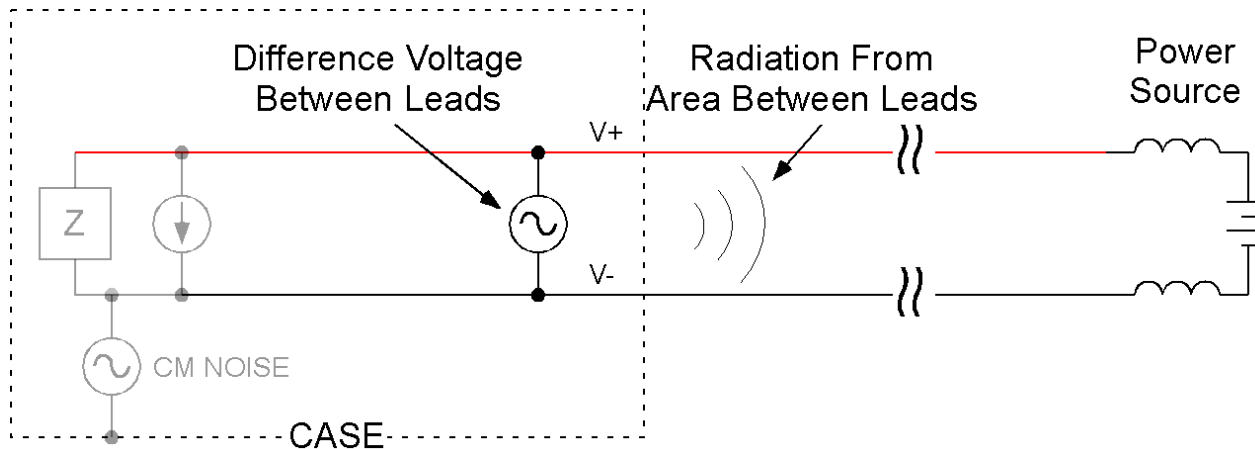 Difference Voltage
Between Leads
Radiation From
Area Between Leads
Power
Source
V+
Z
V-
CM NOISE
CASE